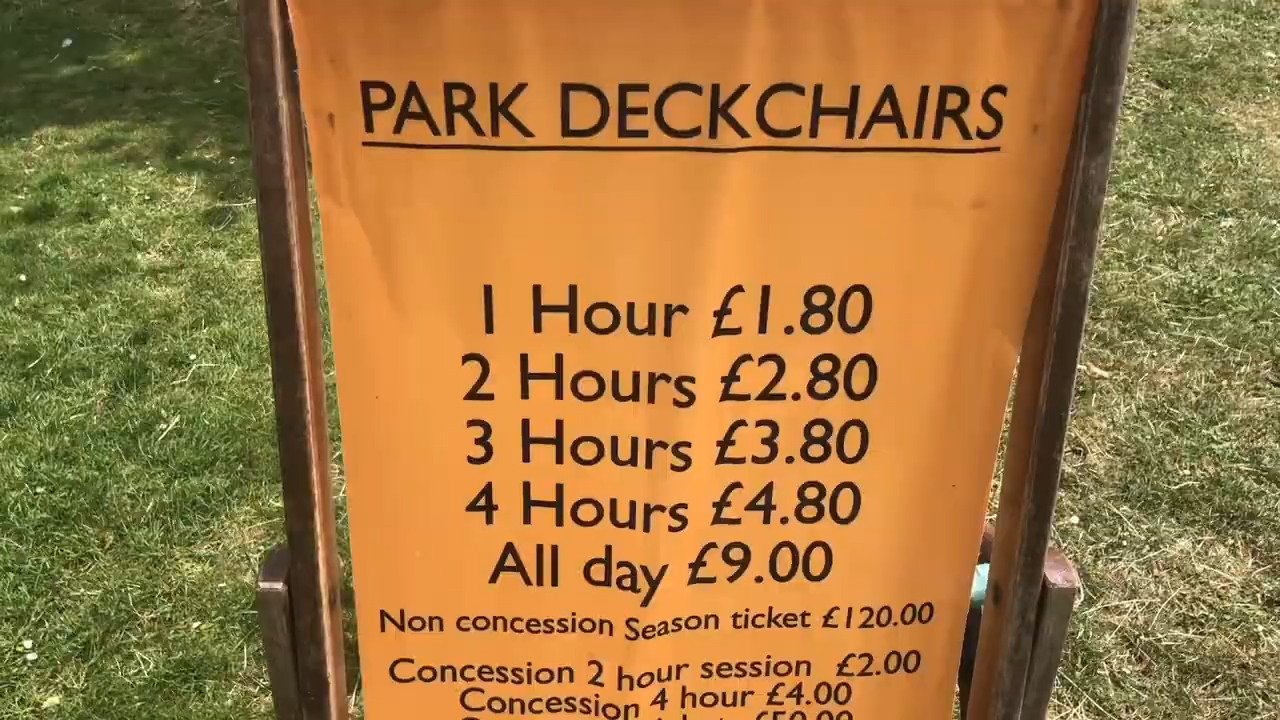 PARK DECKCHAIRS
1 Hour £1.80
2 Hours £2.80
3 Hours £3.80
4 Hours £4.80
All day £9.00
Non concession Season ticket £120.00
Concession 2 hour session £2.00
Concession 4 hour £4.00